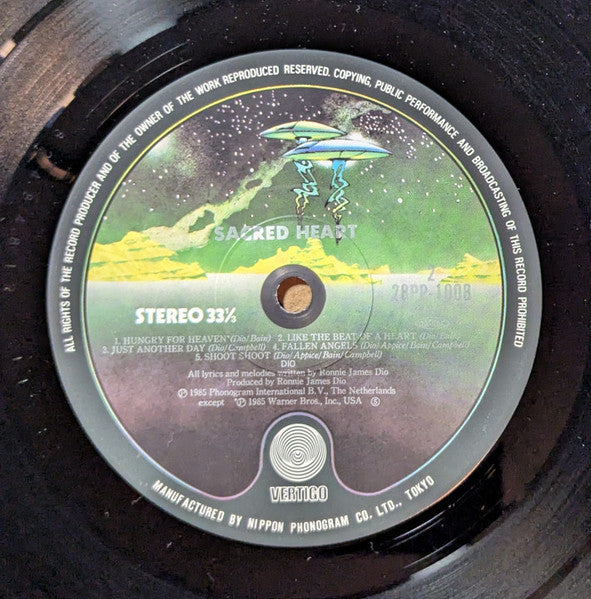 ALL RIGHTS OF THE RECORD PRODUCER AND OF THE OWNER OF THE WORK REPRODUCED RESERVED. COPYING, PUBLIC PERFORMANCE AND BROADCASTING OF THIS RECORD PROHIBITED
SACRED HEART
2
28PP-1008
STEREO 33⅓
1. HUNGRY FOR HEAVEN (Dio/Bain) 2. LIKE THE BEAT OF A HEART (Dio/Bain)
3. JUST ANOTHER DAY (Dio/Campbell) 4. FALLEN ANGELS (Dio/Appice/Bain/Campbell)
5. SHOOT SHOOT (Dio/Appice/Bain/Campbell)
DIO
All lyrics and melodies written by Ronnie James Dio
Produced by Ronnie James Dio
Ⓟ 1985 Phonogram International B.V., The Netherlands
except Ⓟ 1985 Warner Bros., Inc., USA Ⓢ
VERTIGO
MANUFACTURED BY NIPPON PHONOGRAM CO. LTD., TOKYO